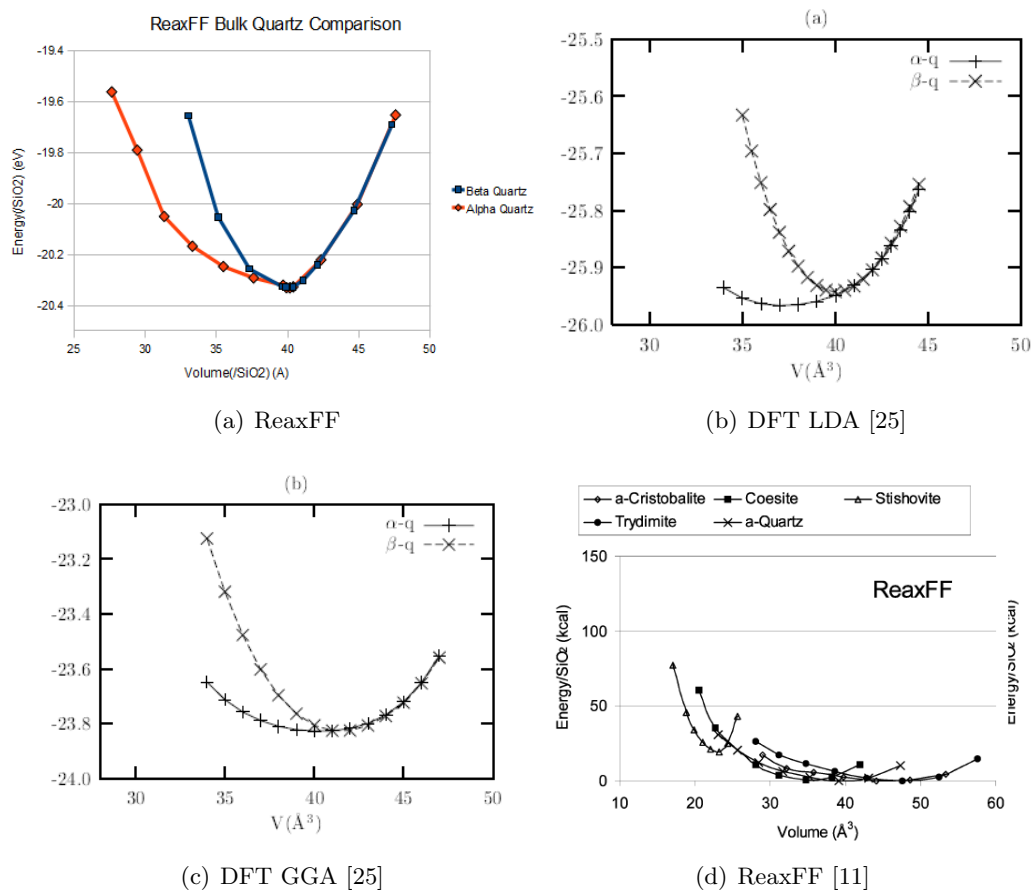 ReaxFF Bulk Quartz Comparison
-19.4
-19.6
-19.8
-20
-20.2
-20.4
Energy(/SiO2) (eV)
25 30 35 40 45 50
Volume(/SiO2) (A)
Beta Quartz
Alpha Quartz
(a) ReaxFF
(a)
-25.5
-25.6
-25.7
-25.8
-25.9
-26.0
α-q
β-q
30 35 40 45 50
V(Å³)
(b) DFT LDA [25]
(b)
-23.0
-23.2
-23.4
-23.6
-23.8
-24.0
α-q
β-q
30 35 40 45 50
V(Å³)
(c) DFT GGA [25]
a-Cristobalite Coesite Stishovite
Trydimite a-Quartz
150
100
50
0
Energy/SiO₂ (kcal)
ReaxFF
Energy/SiO₂ (kcal)
10 20 30 40 50 60
Volume (Å³)
(d) ReaxFF [11]